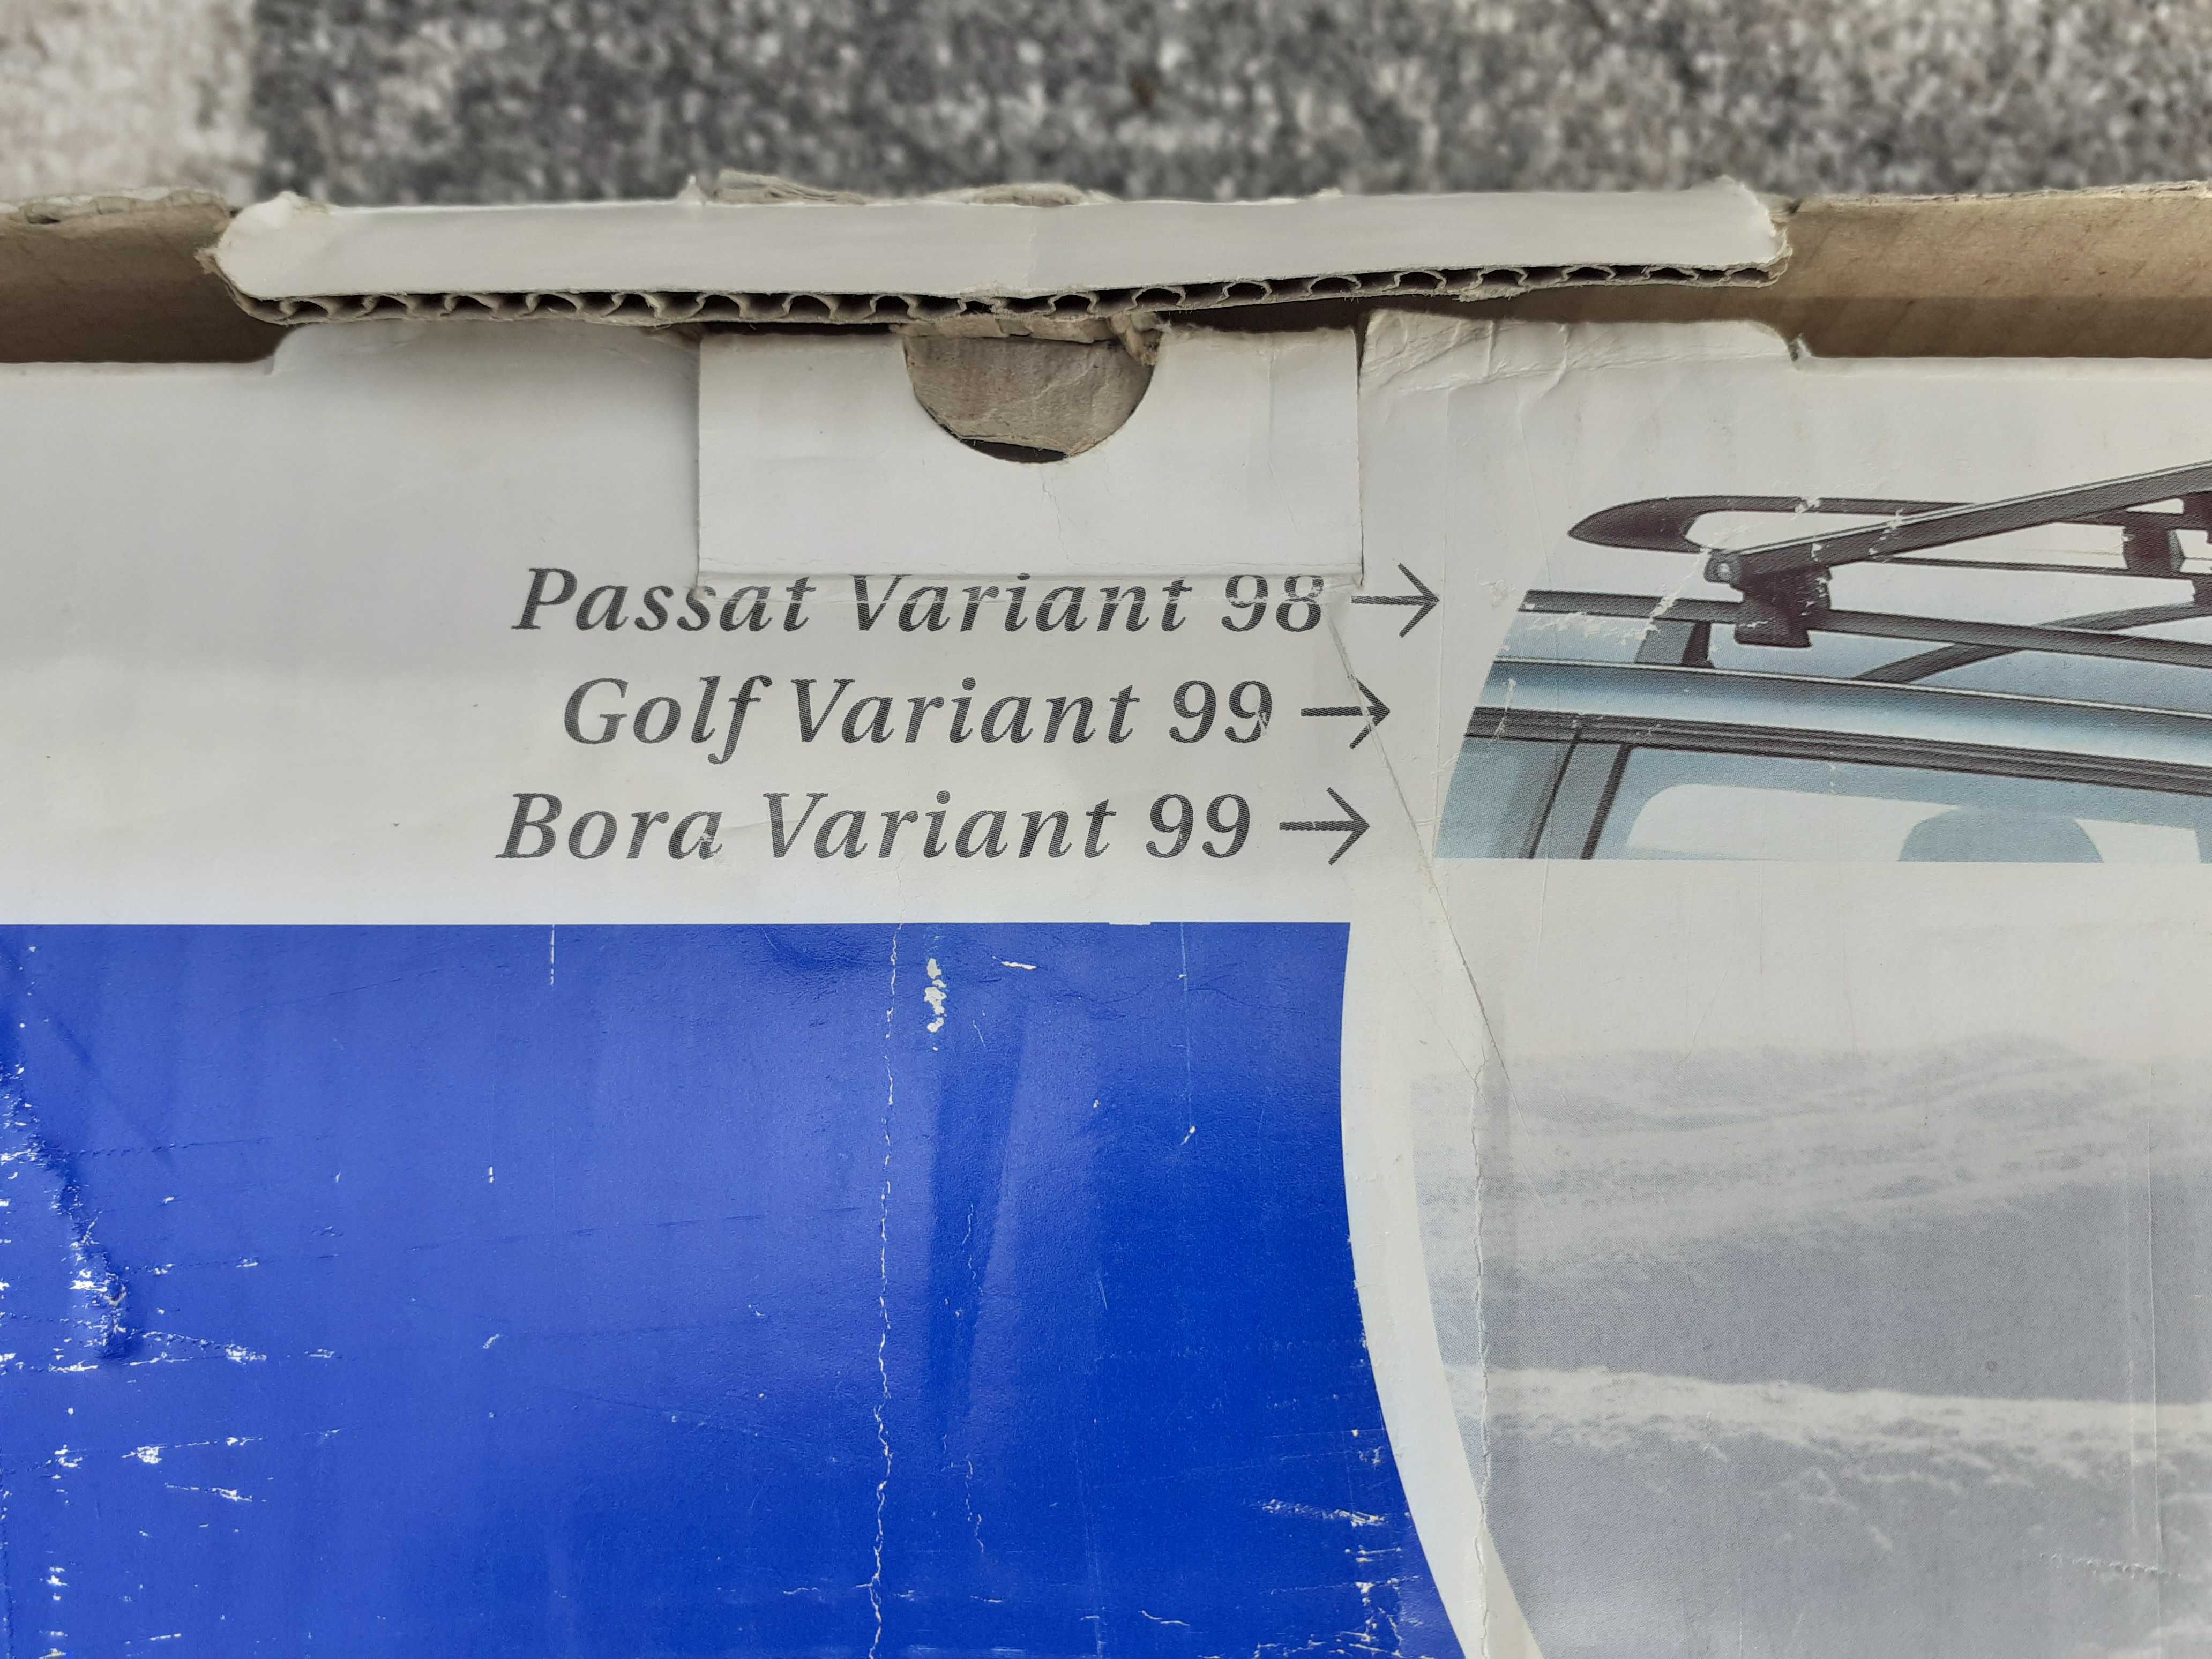 Passat Variant 98 →
Golf Variant 99 →
Bora Variant 99 →